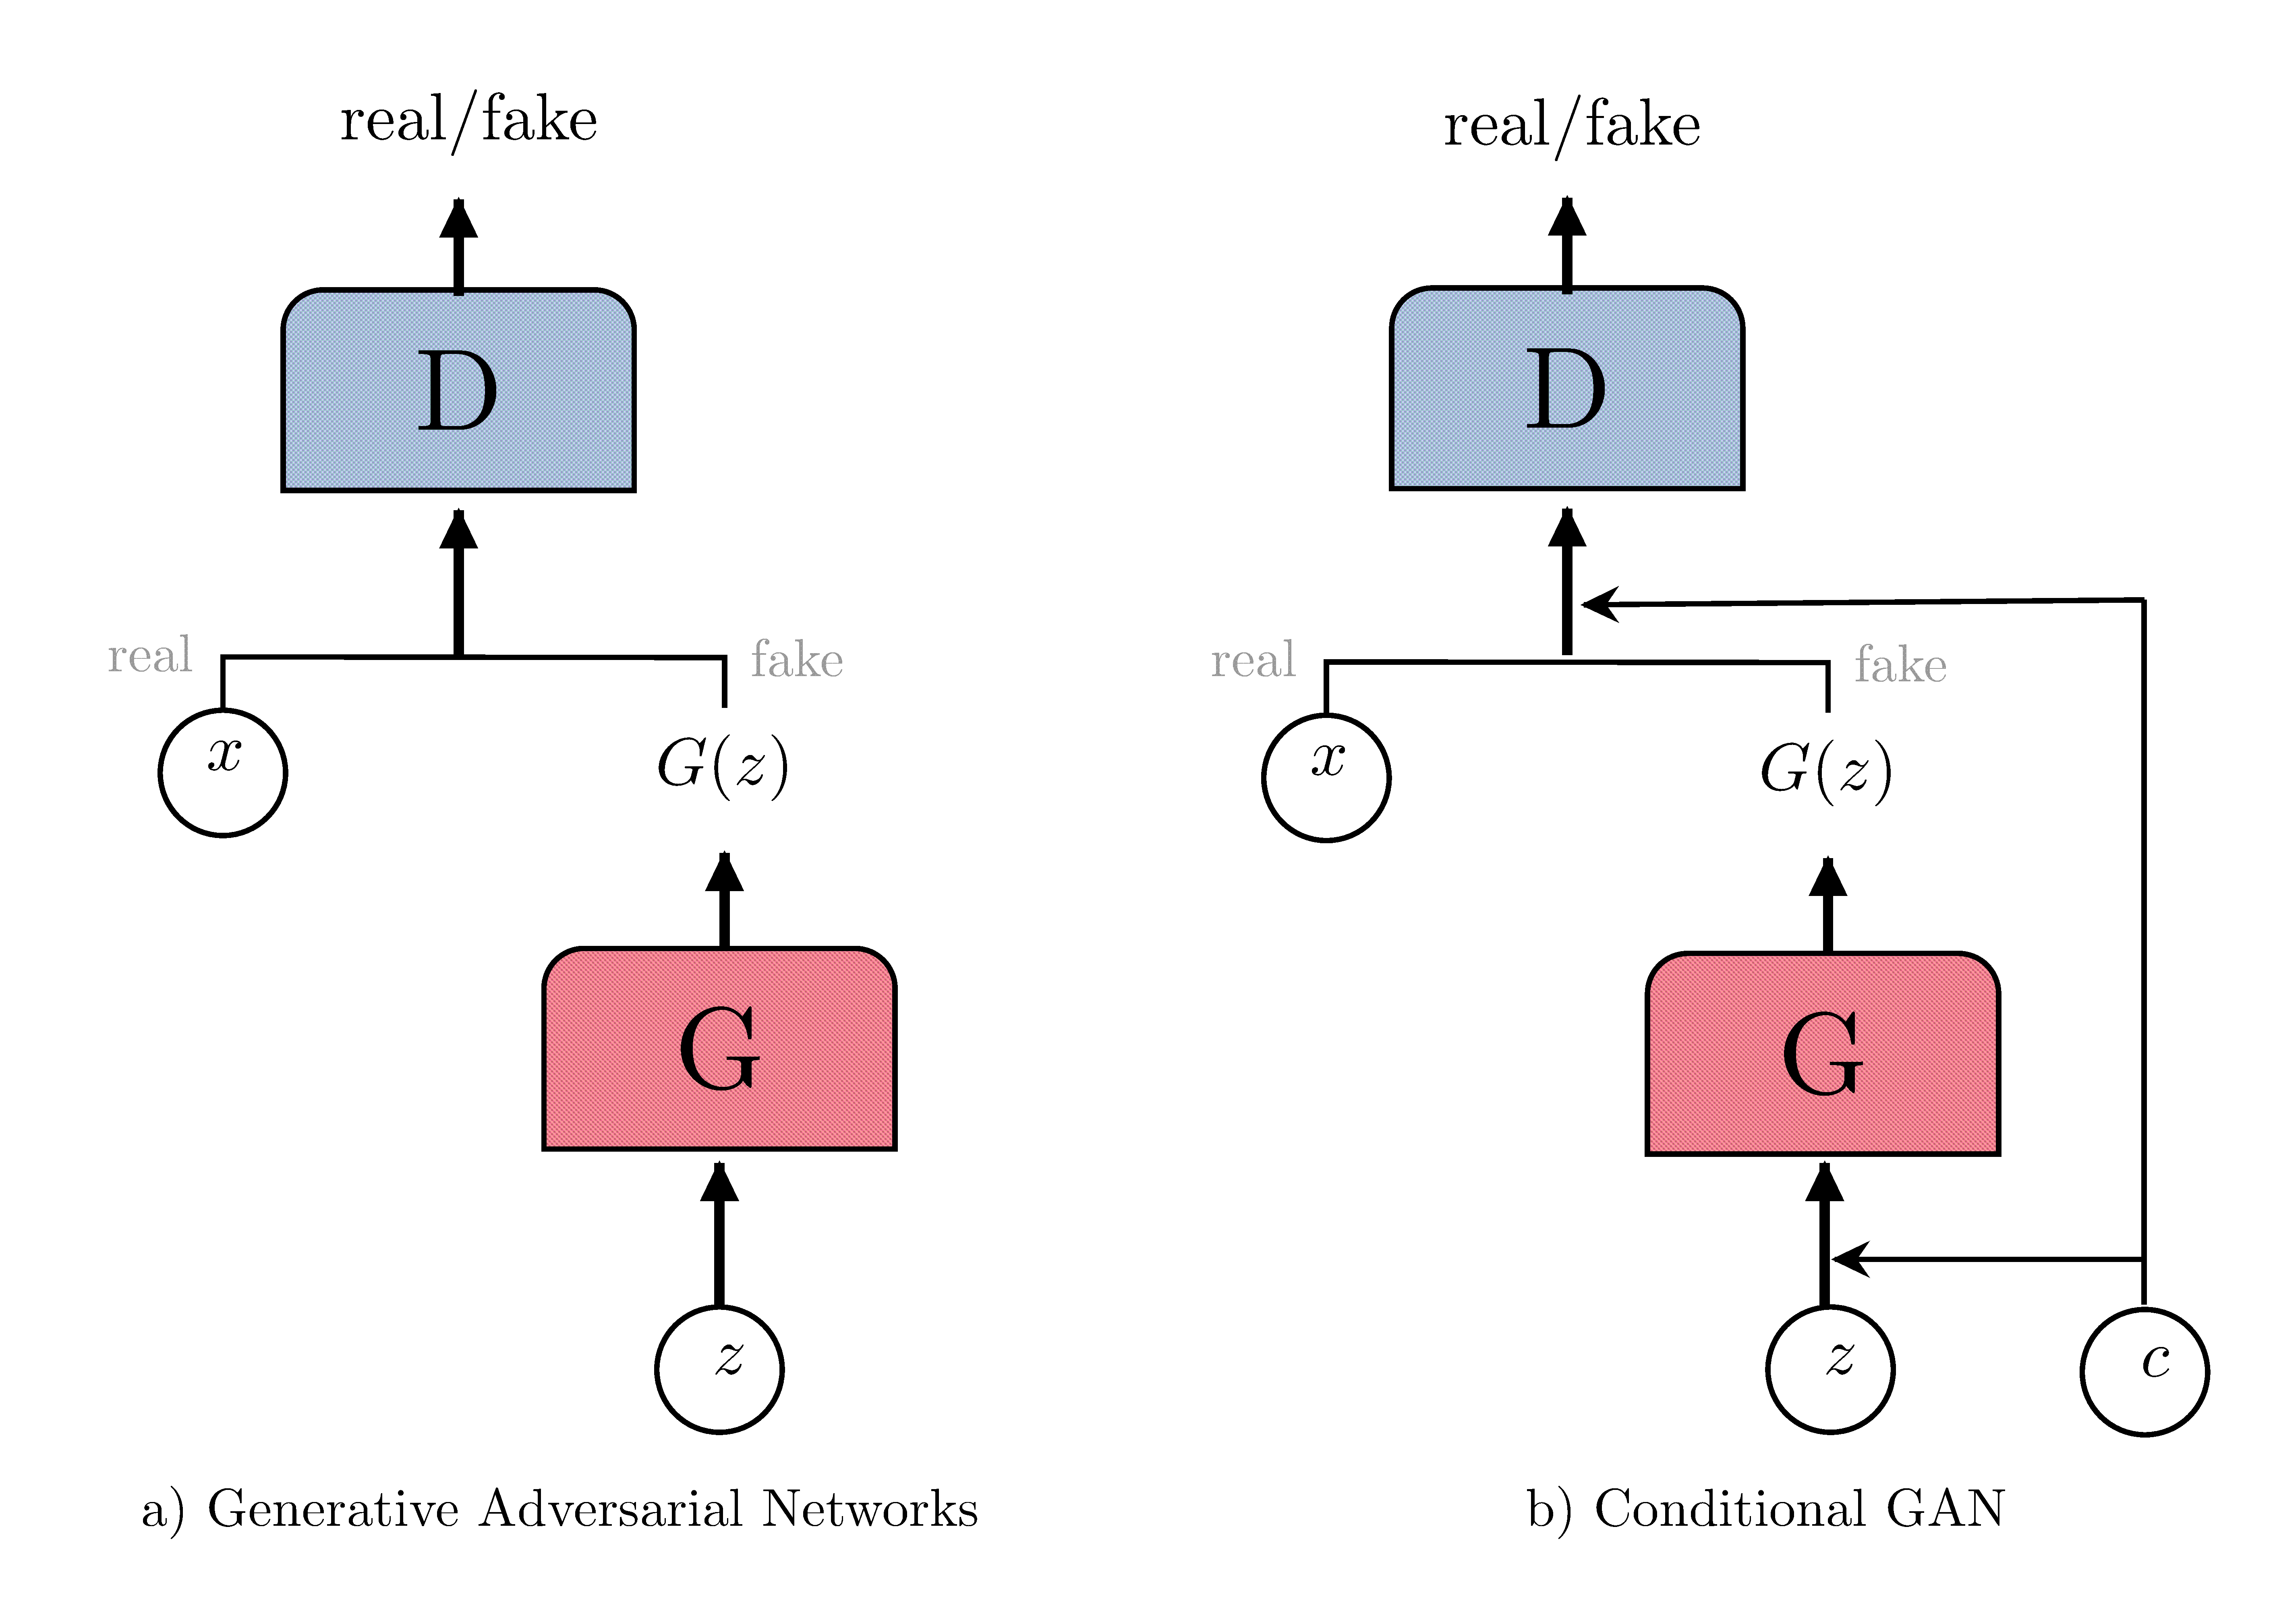 real/fake
D
real
fake
x
G(z)
G
z
a) Generative Adversarial Networks
real/fake
D
real
fake
x
G(z)
G
z
c
b) Conditional GAN